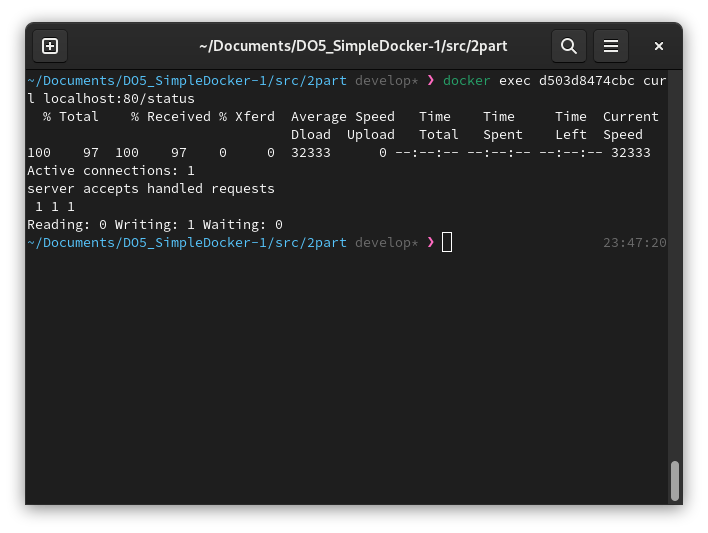 ~/Documents/DO5_SimpleDocker-1/src/2part
~/Documents/DO5_SimpleDocker-1/src/2part develop* ❯ docker exec d503d8474cbc cur
l localhost:80/status
  % Total    % Received % Xferd  Average Speed   Time    Time     Time  Current
                                 Dload  Upload   Total   Spent    Left  Speed
100    97  100    97    0     0  32333      0 --:--:-- --:--:-- --:--:-- 32333
Active connections: 1
server accepts handled requests
 1 1 1
Reading: 0 Writing: 1 Waiting: 0
~/Documents/DO5_SimpleDocker-1/src/2part develop* ❯ 23:47:20